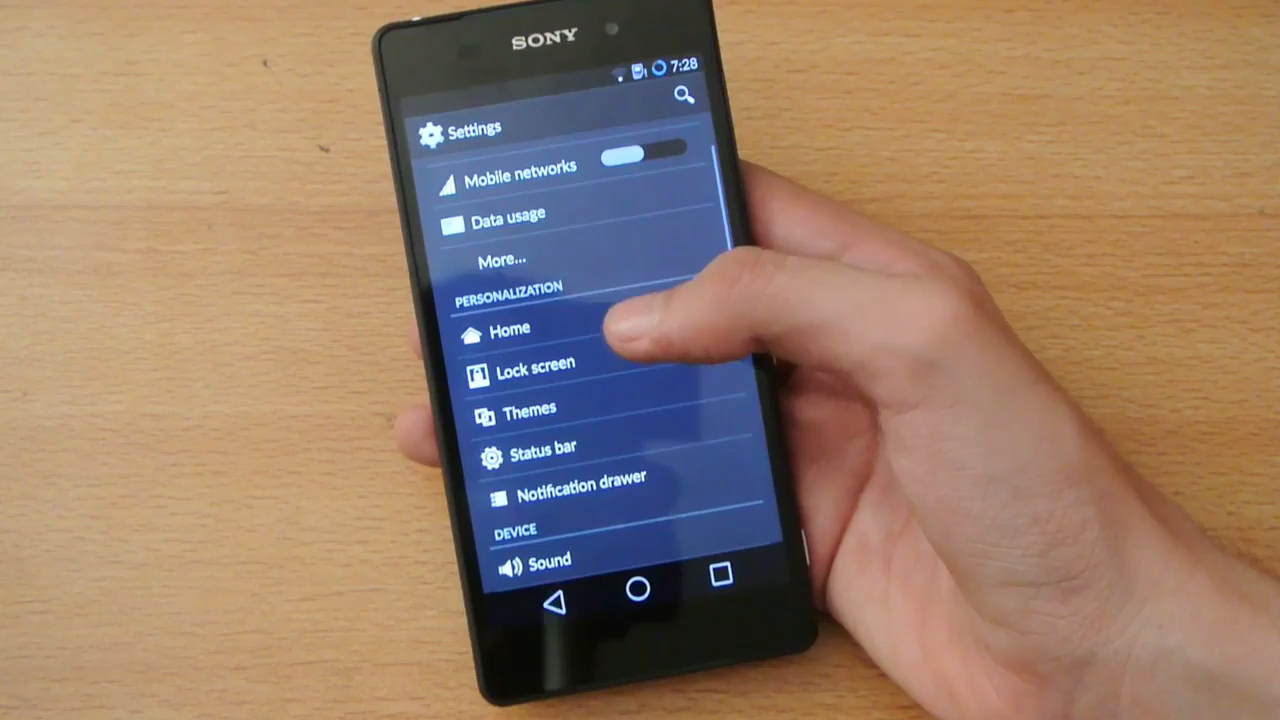 SONY
7:28
Settings
Mobile networks
Data usage
More...
PERSONALIZATION
Home
Lock screen
Themes
Status bar
Notification drawer
DEVICE
Sound